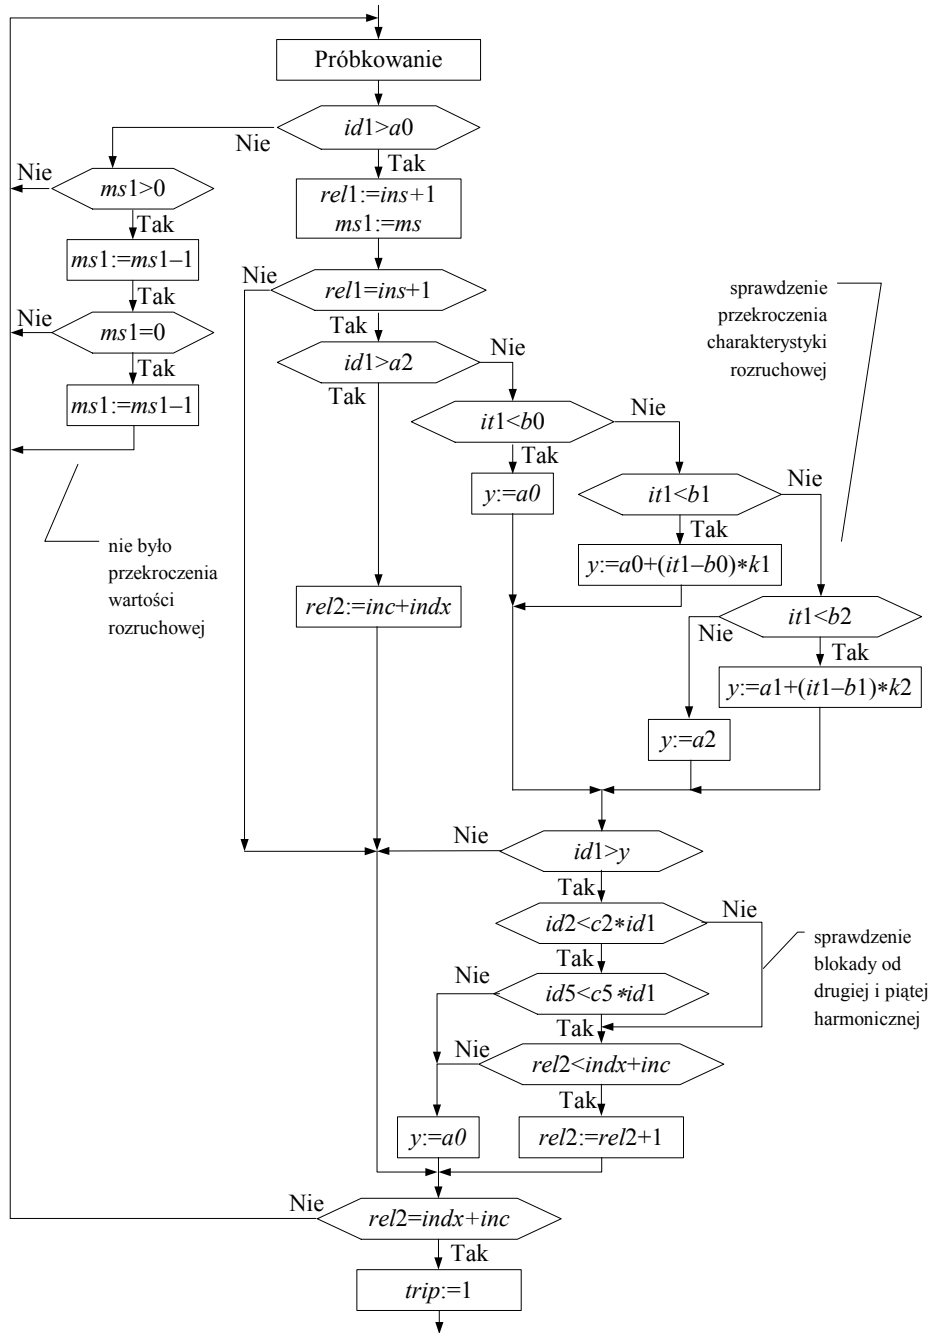 Próbkowanie
id1>a0
Nie
Tak
Nie
ms1>0
rel1:=ins+1
ms1:=ms
Tak
ms1:=ms1–1
Nie
rel1=ins+1
Tak
Nie
ms1=0
Tak
Tak
ms1:=ms1–1
id1>a2
Nie
Tak
sprawdzenie
przekroczenia
charakterystyki
rozruchowej
it1<b0
Nie
Tak
y:=a0
it1<b1
Nie
Tak
y:=a0+(it1–b0)*k1
nie było
przekroczenia
wartości
rozruchowej
rel2:=inc+indx
it1<b2
Nie
Tak
y:=a1+(it1–b1)*k2
y:=a2
Nie
id1>y
Tak
id2<c2*id1
Nie
Tak
sprawdzenie
blokady od
drugiej i piątej
harmonicznej
Nie
id5<c5*id1
Tak
Nie
rel2<indx+inc
Tak
y:=a0
rel2:=rel2+1
Nie
rel2=indx+inc
Tak
trip:=1